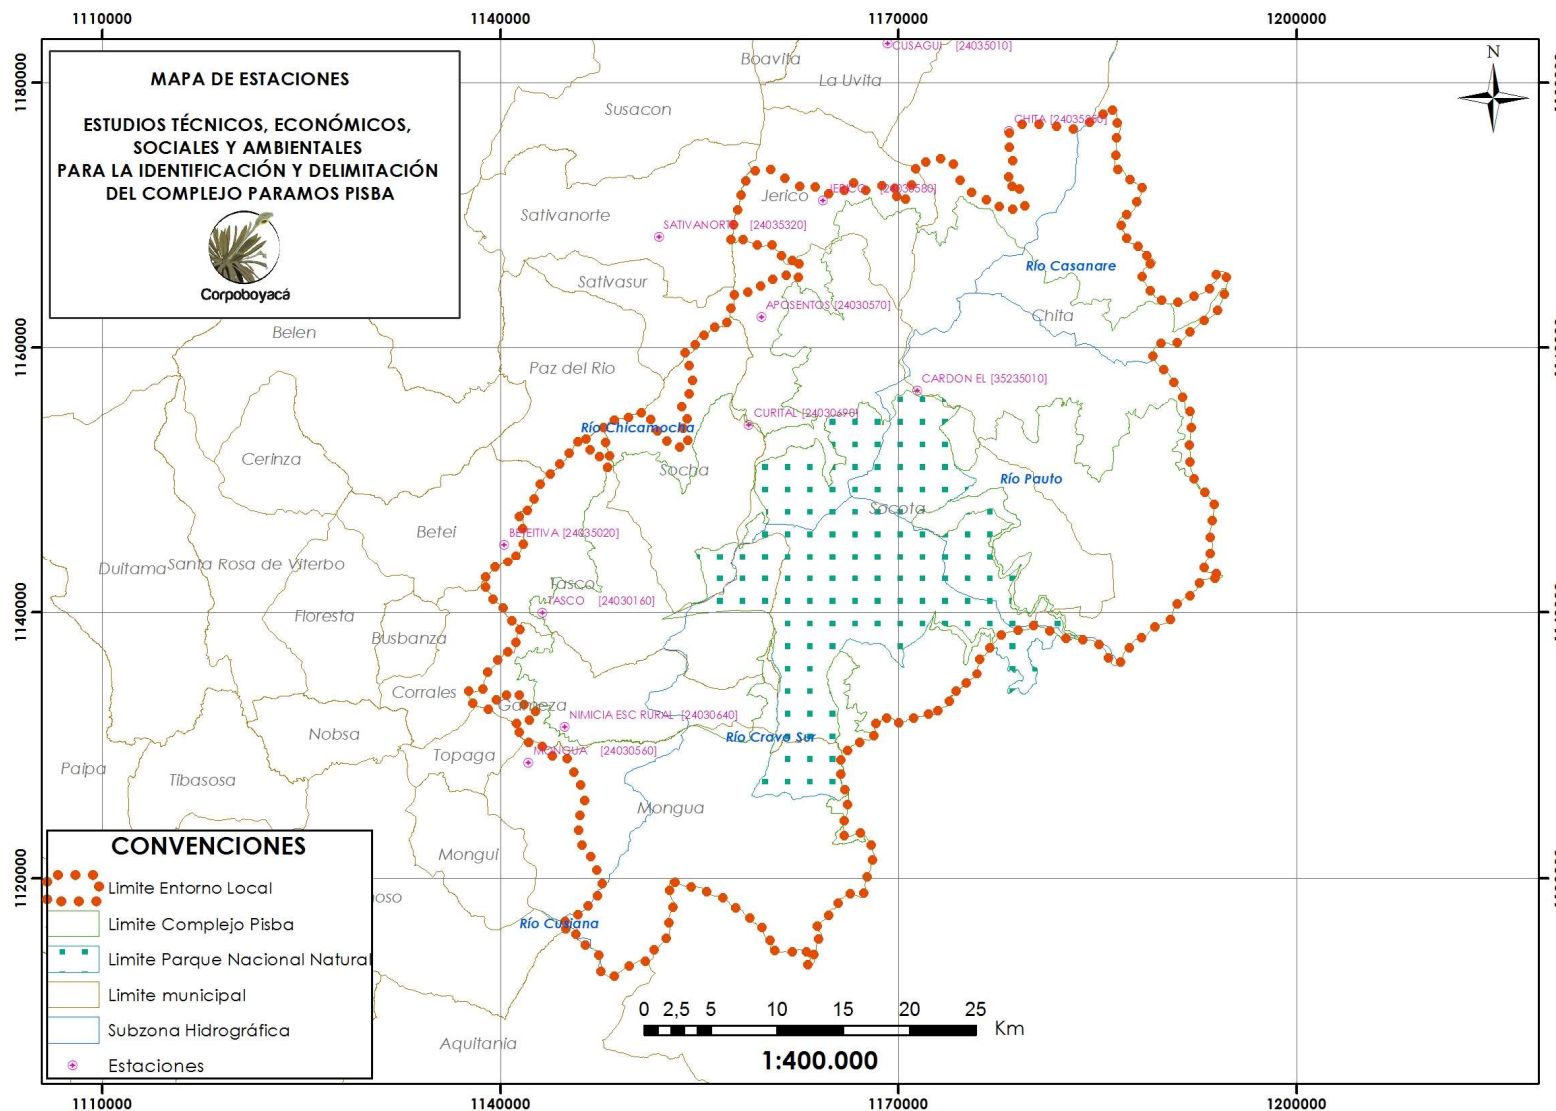 1110000
1140000
1170000
1200000
MAPA DE ESTACIONES
ESTUDIOS TÉCNICOS, ECONÓMICOS,
SOCIALES Y AMBIENTALES
PARA LA IDENTIFICACIÓN Y DELIMITACIÓN
DEL COMPLEJO PARAMOS PISBA
Corpoboyacá
N
1180000
1160000
1140000
1120000
CUSAGUI [24035010]
Boavita
La Uvita
Susacon
CHITA
Jerico
JERICO [24030580]
Sativanorte
SATIVANORTE [24035320]
Río Casanare
Sativasur
APOSENTOS [24030570]
Chita
Belen
Paz del Rio
CARDON EL [35235010]
CURITAL [24030690]
Río Chicamocha
Cerinza
Socha
Río Pauto
Socota
Betei
BETEITIVA [24035020]
Duitama
Santa Rosa de Viterbo
Tasco
TASCO [24030160]
Floresta
Busbanza
Corrales
Gameza
NIMICIA ESC RURAL [24030640]
Nobsa
Río Cravo Sur
Topaga
MONGUA [24030560]
Paipa
Tibasosa
Mongua
Mongui
oso
Río Cusiana
Aquitania
CONVENCIONES
Limite Entorno Local
Limite Complejo Pisba
Limite Parque Nacional Natural
Limite municipal
Subzona Hidrográfica
Estaciones
0 2,5 5 10 15 20 25
Km
1:400.000
1110000
1140000
1170000
1200000